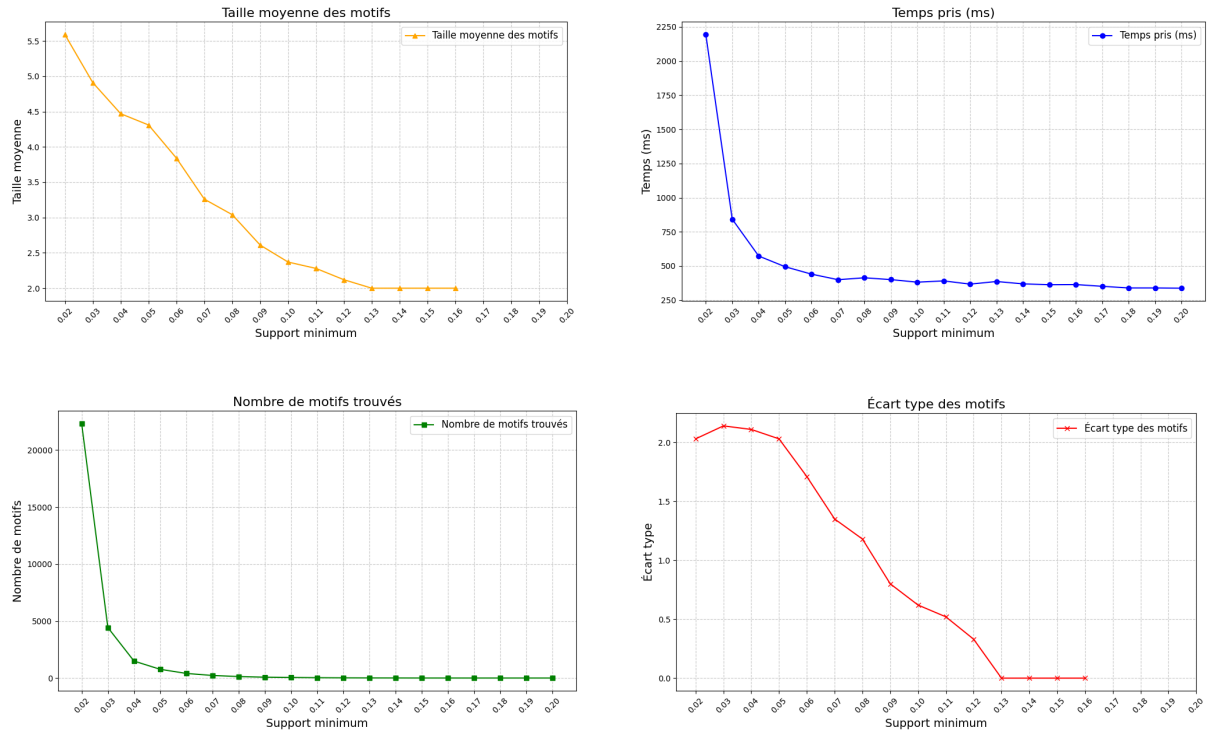 Taille moyenne des motifs
Taille moyenne des motifs
5.5
5.0
4.5
4.0
3.5
3.0
2.5
2.0
Taille moyenne
0.02 0.03 0.04 0.05 0.06 0.07 0.08 0.09 0.10 0.11 0.12 0.13 0.14 0.15 0.16 0.17 0.18 0.19 0.20
Support minimum
Temps pris (ms)
Temps pris (ms)
2250
2000
1750
1500
1250
1000
750
500
250
Temps (ms)
0.02 0.03 0.04 0.05 0.06 0.07 0.08 0.09 0.10 0.11 0.12 0.13 0.14 0.15 0.16 0.17 0.18 0.19 0.20
Support minimum
Nombre de motifs trouvés
Nombre de motifs trouvés
20000
15000
10000
5000
0
Nombre de motifs
0.02 0.03 0.04 0.05 0.06 0.07 0.08 0.09 0.10 0.11 0.12 0.13 0.14 0.15 0.16 0.17 0.18 0.19 0.20
Support minimum
Écart type des motifs
Écart type des motifs
2.0
1.5
1.0
0.5
0.0
Écart type
0.02 0.03 0.04 0.05 0.06 0.07 0.08 0.09 0.10 0.11 0.12 0.13 0.14 0.15 0.16 0.17 0.18 0.19 0.20
Support minimum